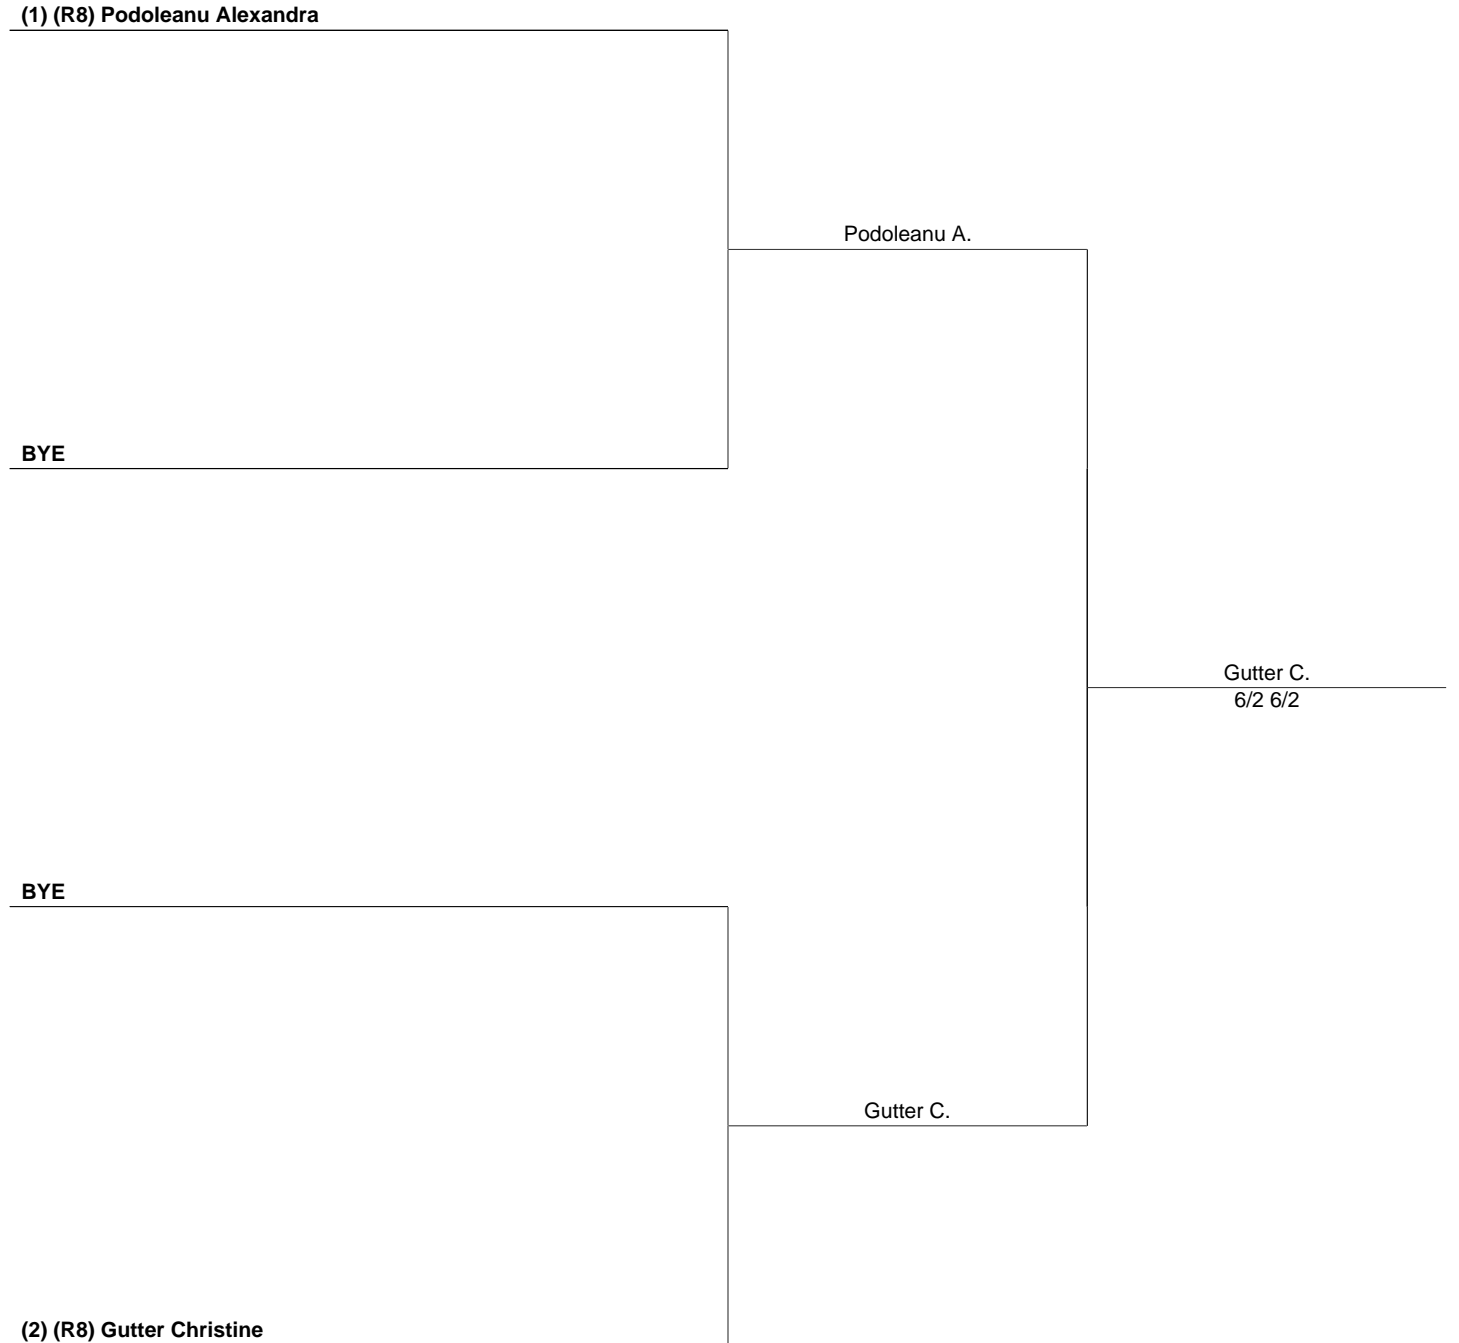 (1) (R8) Podoleanu Alexandra
Podoleanu A.
BYE
Gutter C.
6/2 6/2
BYE
Gutter C.
(2) (R8) Gutter Christine